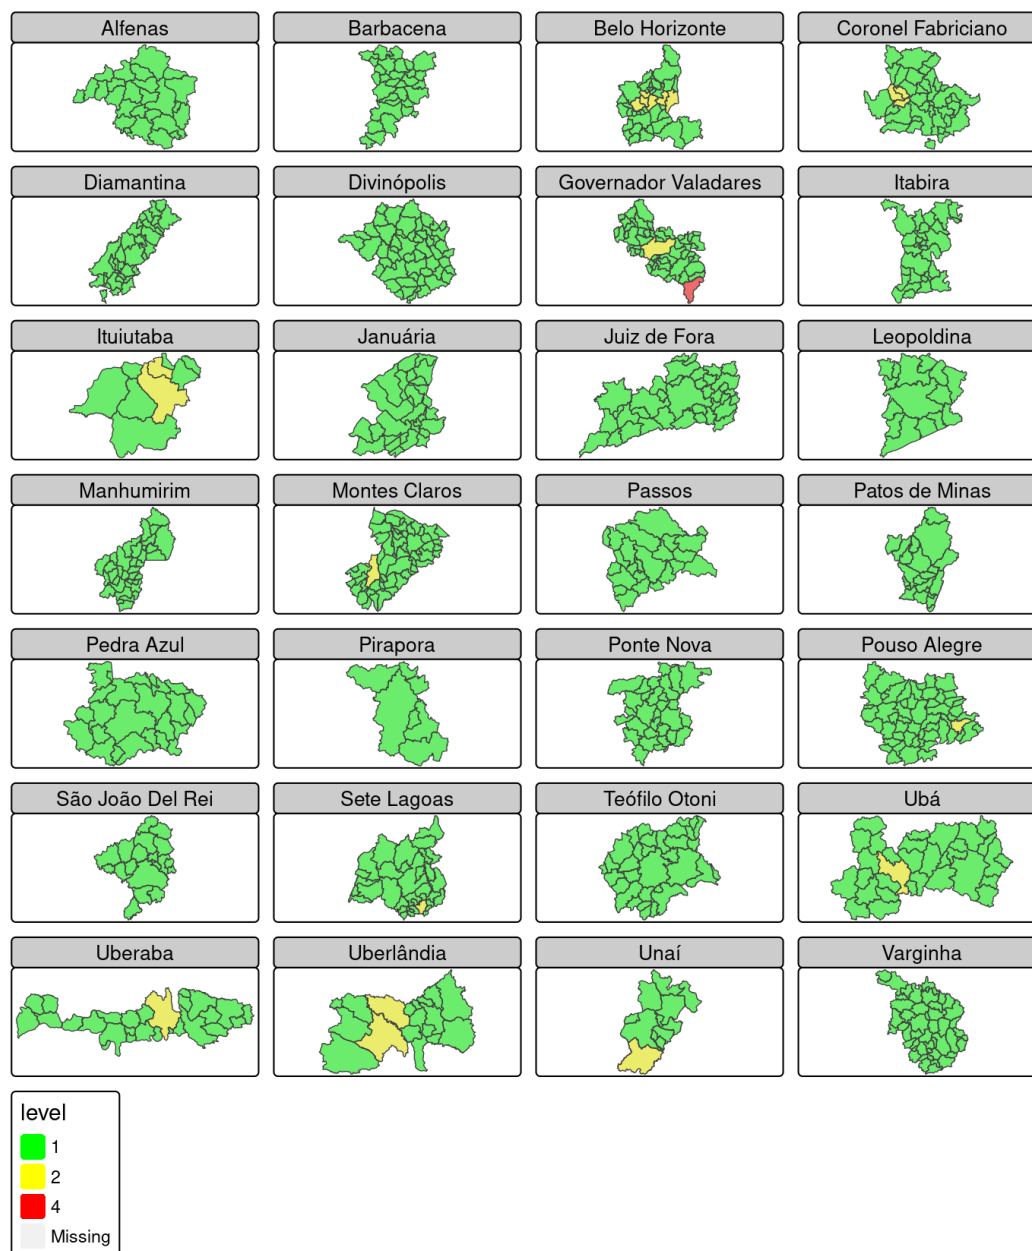 Alfenas
Barbacena
Belo Horizonte
Coronel Fabriciano
Diamantina
Divinópolis
Governador Valadares
Itabira
Ituiutaba
Januária
Juiz de Fora
Leopoldina
Manhumirim
Montes Claros
Passos
Patos de Minas
Pedra Azul
Pirapora
Ponte Nova
Pouso Alegre
São João Del Rei
Sete Lagoas
Teófilo Otoni
Ubá
Uberaba
Uberlândia
Unaí
Varginha
level
1
2
4
Missing